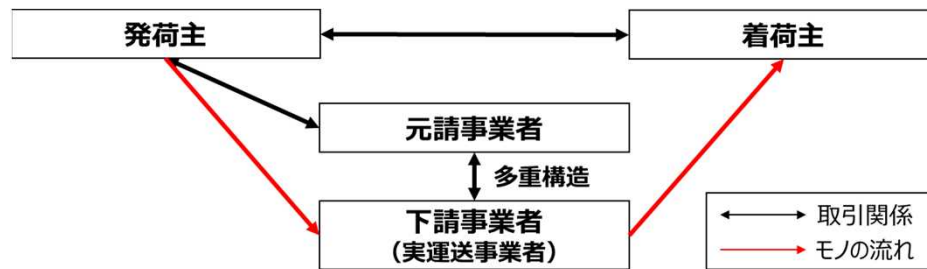 発荷主
着荷主
元請事業者
多重構造
下請事業者
(実運送事業者)
取引関係
モノの流れ